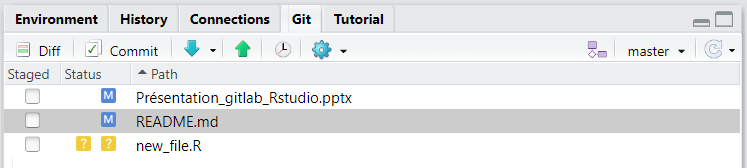 Environment History Connections Git Tutorial
Diff Commit master
Staged Status Path
M Présentation_gitlab_Rstudio.pptx
M README.md
? ? new_file.R